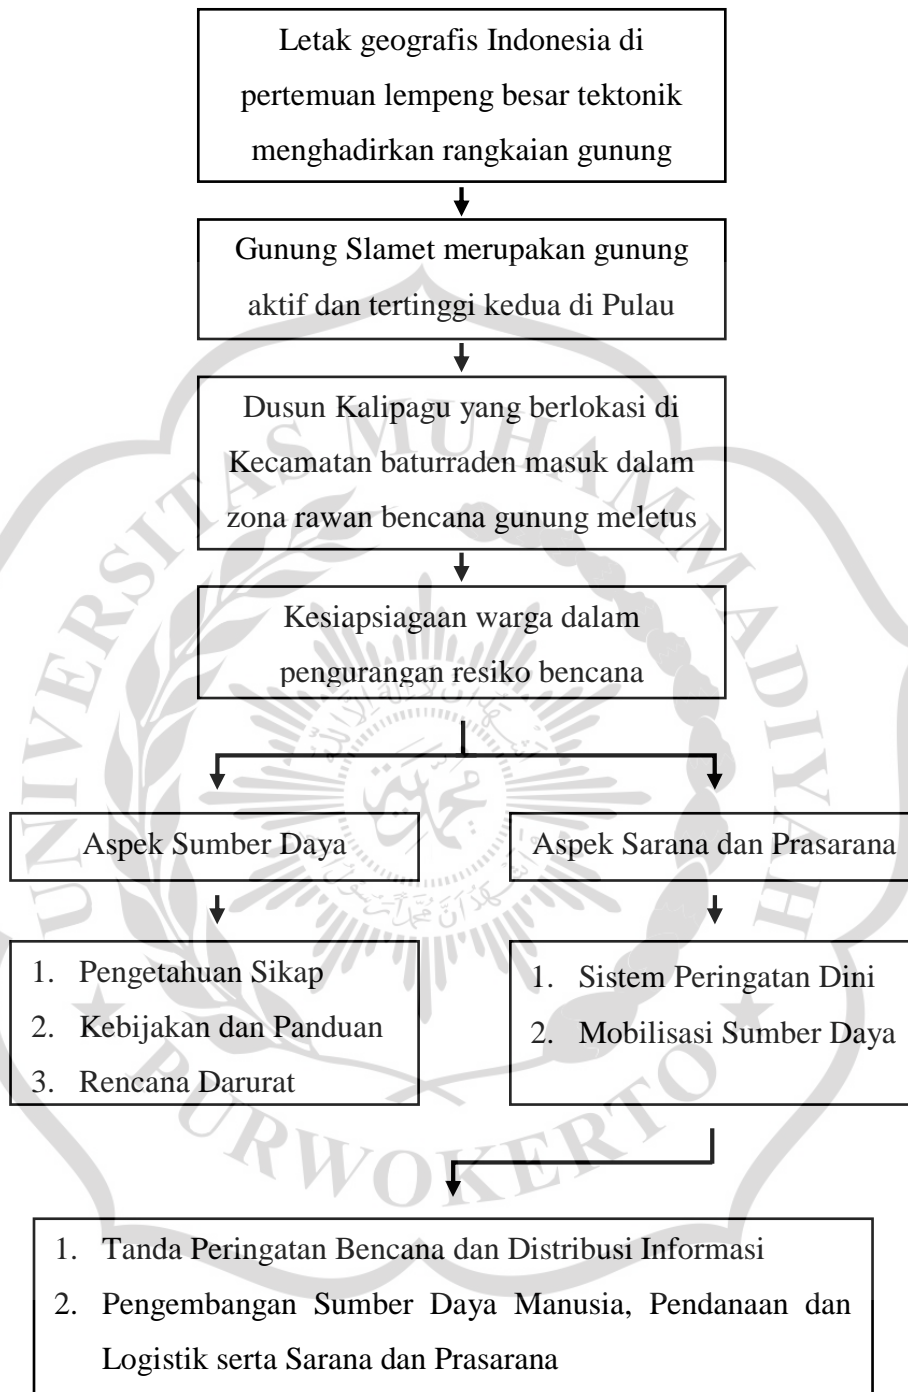 Letak geografis Indonesia di
pertemuan lempeng besar tektonik
menghadirkan rangkaian gunung
Gunung Slamet merupakan gunung
aktif dan tertinggi kedua di Pulau
Dusun Kalipagu yang berlokasi di
Kecamatan baturraden masuk dalam
zona rawan bencana gunung meletus
Kesiapsiagaan warga dalam
pengurangan resiko bencana
Aspek Sumber Daya
Aspek Sarana dan Prasarana
1. Pengetahuan Sikap
2. Kebijakan dan Panduan
3. Rencana Darurat
1. Sistem Peringatan Dini
2. Mobilisasi Sumber Daya
1. Tanda Peringatan Bencana dan Distribusi Informasi
2. Pengembangan Sumber Daya Manusia, Pendanaan dan
Logistik serta Sarana dan Prasarana
UNIVERSITAS MUHAMMADIYAH
PURWOKERTO